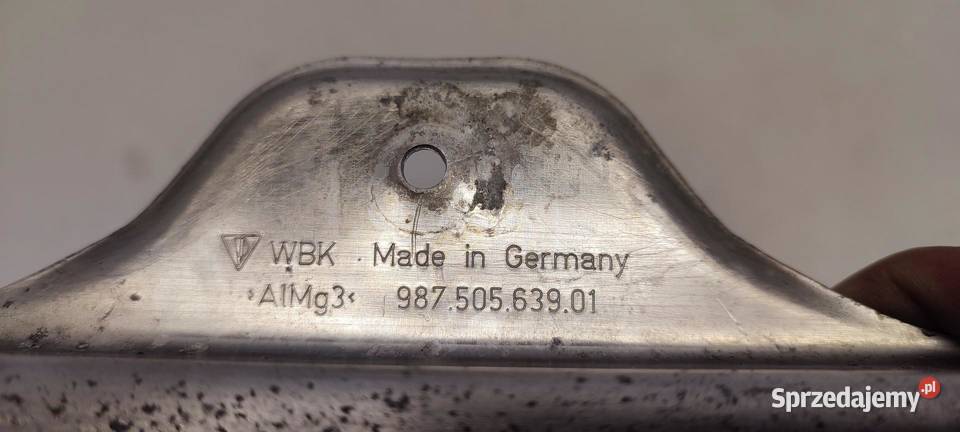 WBK Made in Germany
>AlMg3< 987.505.639.01
Sprzedajemy.pl